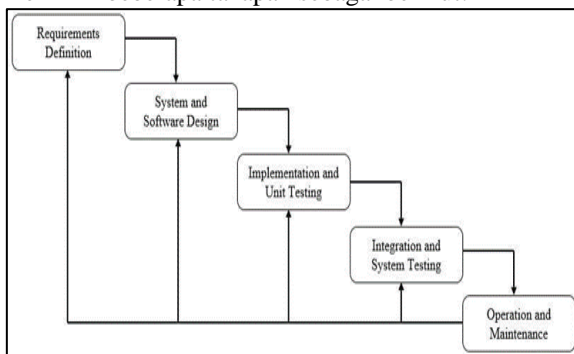 Requirements
Definition
System and
Software Design
Implementation and
Unit Testing
Integration and
System Testing
Operation and
Maintenance